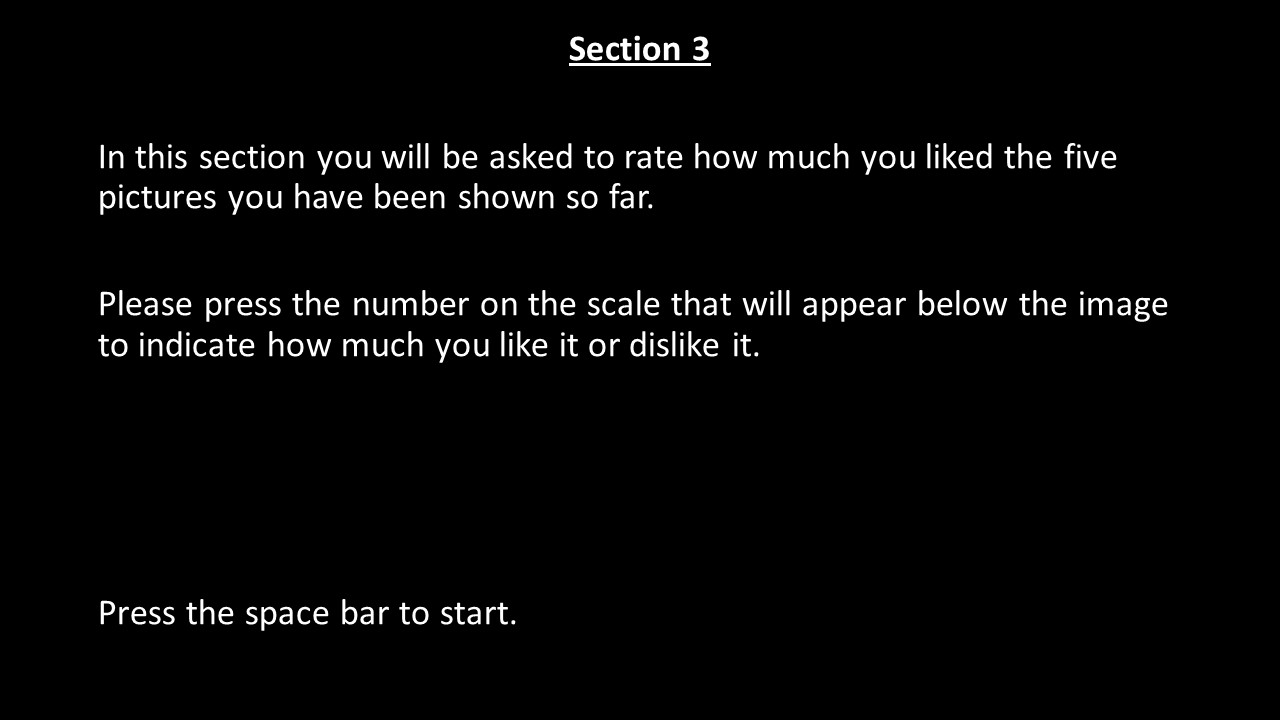 Section 3
In this section you will be asked to rate how much you liked the five
pictures you have been shown so far.
Please press the number on the scale that will appear below the image
to indicate how much you like it or dislike it.
Press the space bar to start.